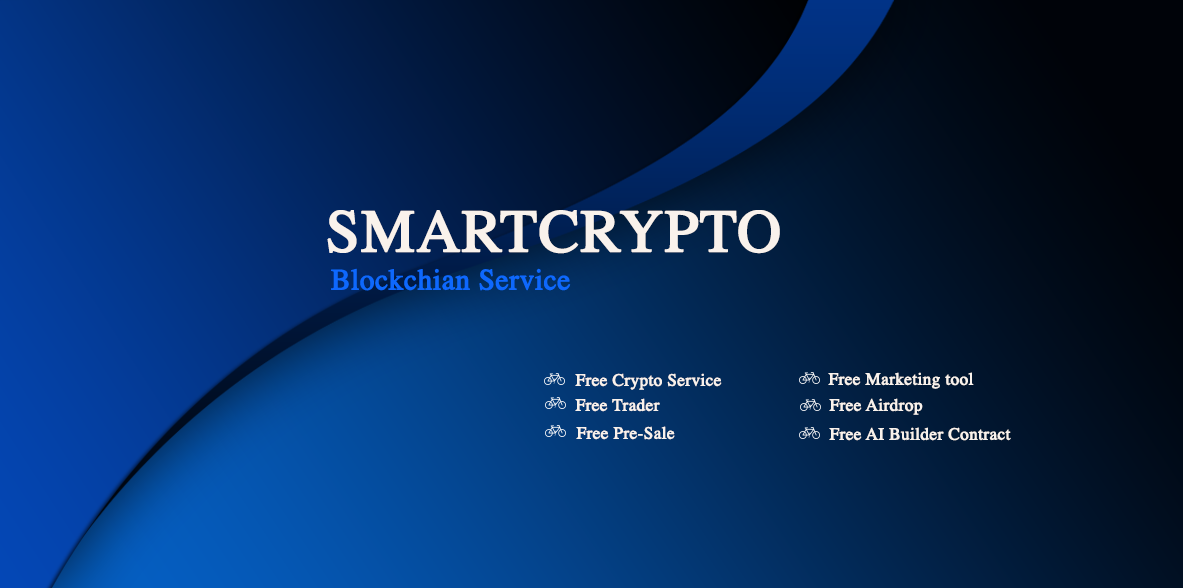 SMARTCRYPTO
Blockchian Service
Free Crypto Service
Free Trader
Free Pre-Sale
Free Marketing tool
Free Airdrop
Free AI Builder Contract